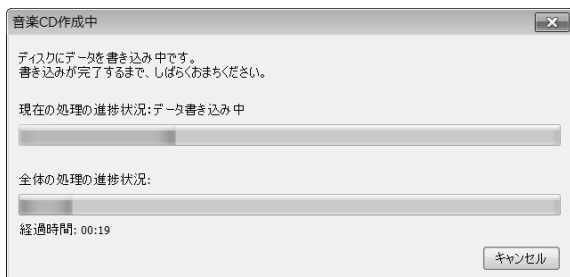 音楽CD作成中
ディスクにデータを書き込み中です。
書き込みが完了するまで、しばらくおまちください。
現在の処理の進捗状況:データ書き込み中
全体の処理の進捗状況:
経過時間: 00:19
キャンセル